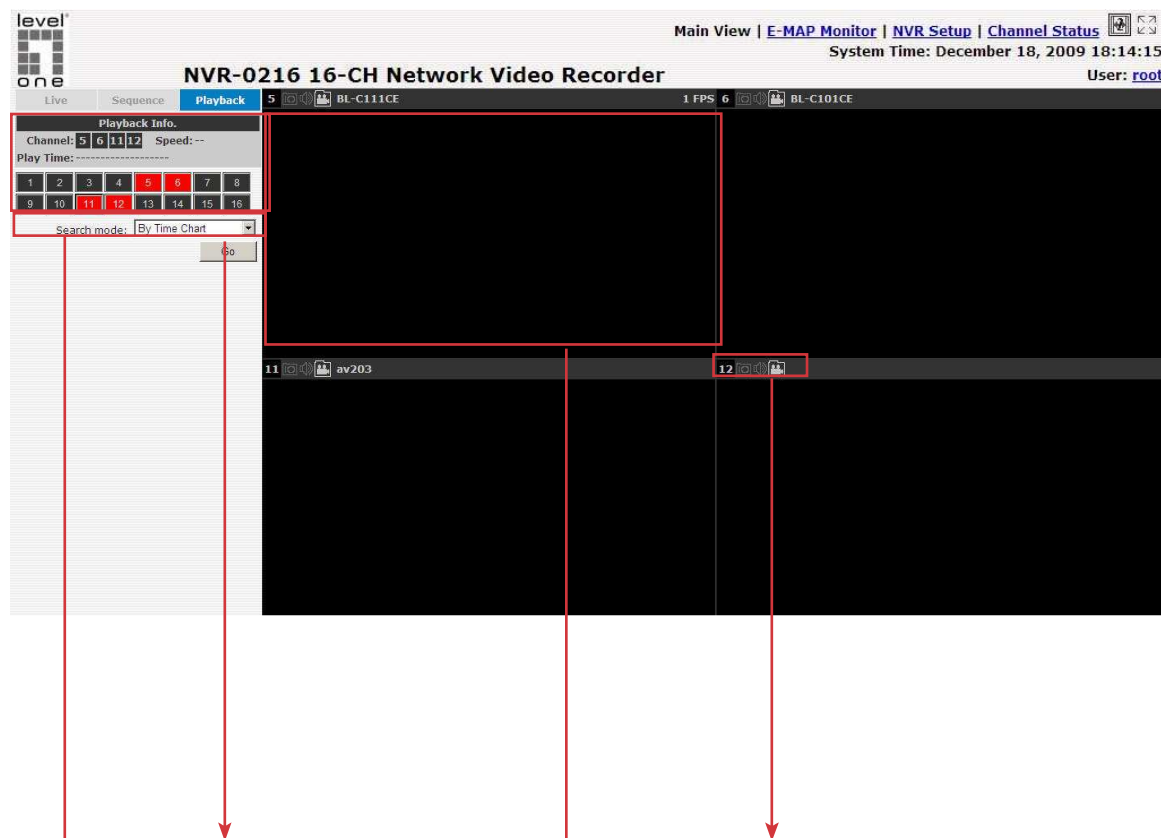 level
one
Main View | E-MAP Monitor | NVR Setup | Channel Status
System Time: December 18, 2009 18:14:15
NVR-0216 16-CH Network Video Recorder
User: root
Live Sequence Playback
5 BL-C111CE 1 FPS 6 BL-C101CE
Playback Info.
Channel: 5 6 11 12 Speed: --
Play Time: -------------------
1 2 3 4 5 6 7 8
9 10 11 12 13 14 15 16
Search mode: By Time Chart
Go
11 av203
12